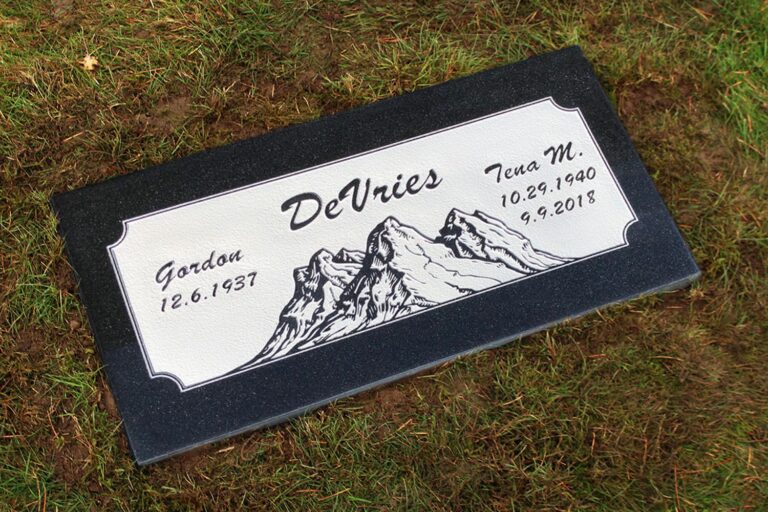 DeVries
Gordon
12.6.1937
Tena M.
10.29.1940
9.9.2018